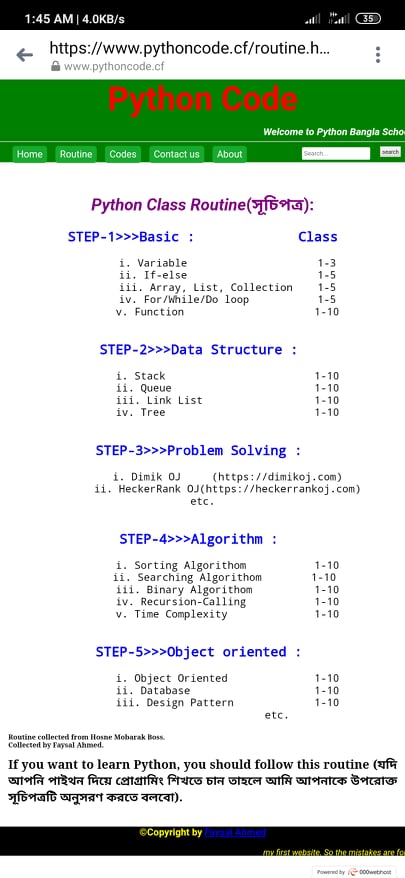 1:45 AM | 4.0KB/s
35
https://www.pythoncode.cf/routine.h...
www.pythoncode.cf
Python Code
Welcome to Python Bangla Schoo
Home Routine Codes Contact us About Search... search
Python Class Routine(সূচিপত্র):
STEP-1>>>Basic : Class
i. Variable 1-3
ii. If-else 1-5
iii. Array, List, Collection 1-5
iv. For/While/Do loop 1-5
v. Function 1-10
STEP-2>>>Data Structure :
i. Stack 1-10
ii. Queue 1-10
iii. Link List 1-10
iv. Tree 1-10
STEP-3>>>Problem Solving :
i. Dimik OJ (https://dimikoj.com)
ii. HeckerRank OJ(https://heckerrankoj.com)
etc.
STEP-4>>>Algorithm :
i. Sorting Algorithom 1-10
ii. Searching Algorithom 1-10
iii. Binary Algorithom 1-10
iv. Recursion-Calling 1-10
v. Time Complexity 1-10
STEP-5>>>Object oriented :
i. Object Oriented 1-10
ii. Database 1-10
iii. Design Pattern 1-10
etc.
Routine collected from Hosne Mobarak Boss.
Collected by Faysal Ahmed.
If you want to learn Python, you should follow this routine (যদি
আপনি পাইথন দিয়ে প্রোগ্রামিং শিখতে চান তাহলে আমি আপনাকে উপরোক্ত
সূচিপত্রটি অনুসরণ করতে বলবো).
©Copyright by Faysal Ahmed
my first website. So the mistakes are fo
Powered by 000webhost